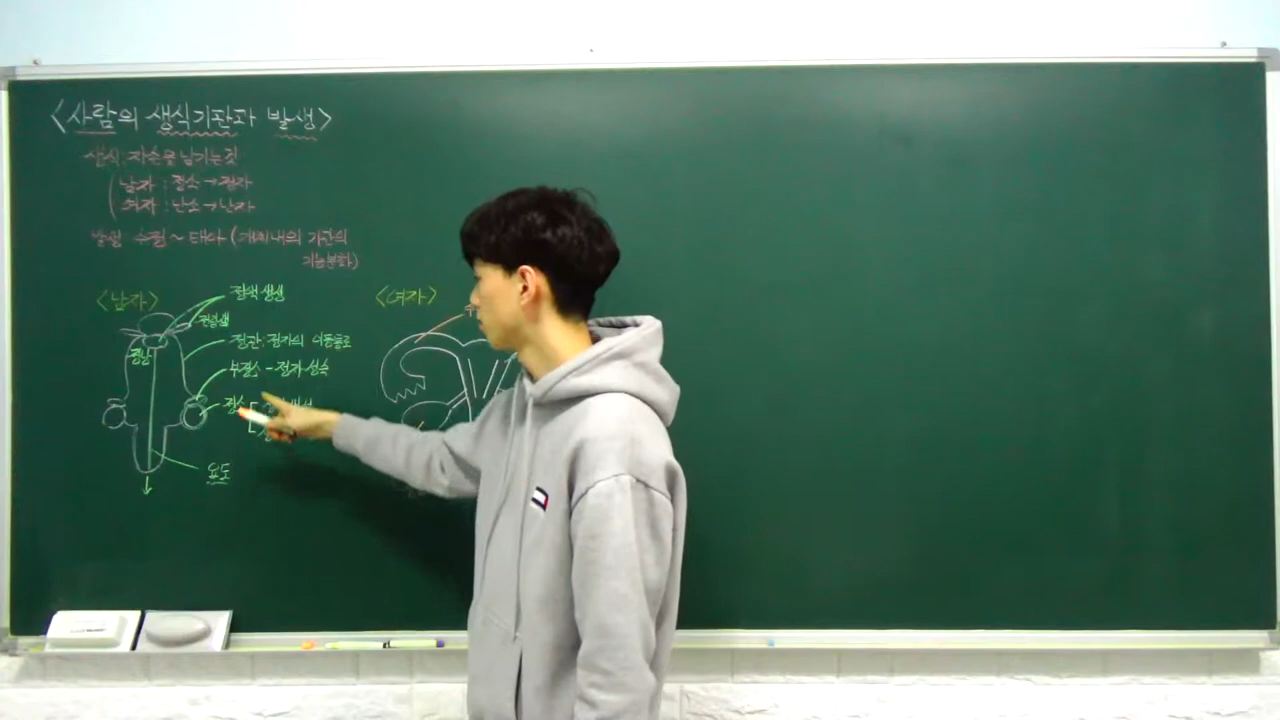 <사람의 생식기관과 발생>
생식: 자손을 남기는 것
남자 : 정소 → 정자
여자 : 난소 → 난자
발생 수정 ~ 태아 (개체내의 기관의
기능분화)
<남자>
<여자>
정액 생성
전립샘
정낭
정관 : 정자의 이동통로
부정소 - 정자 성숙
정소
요도